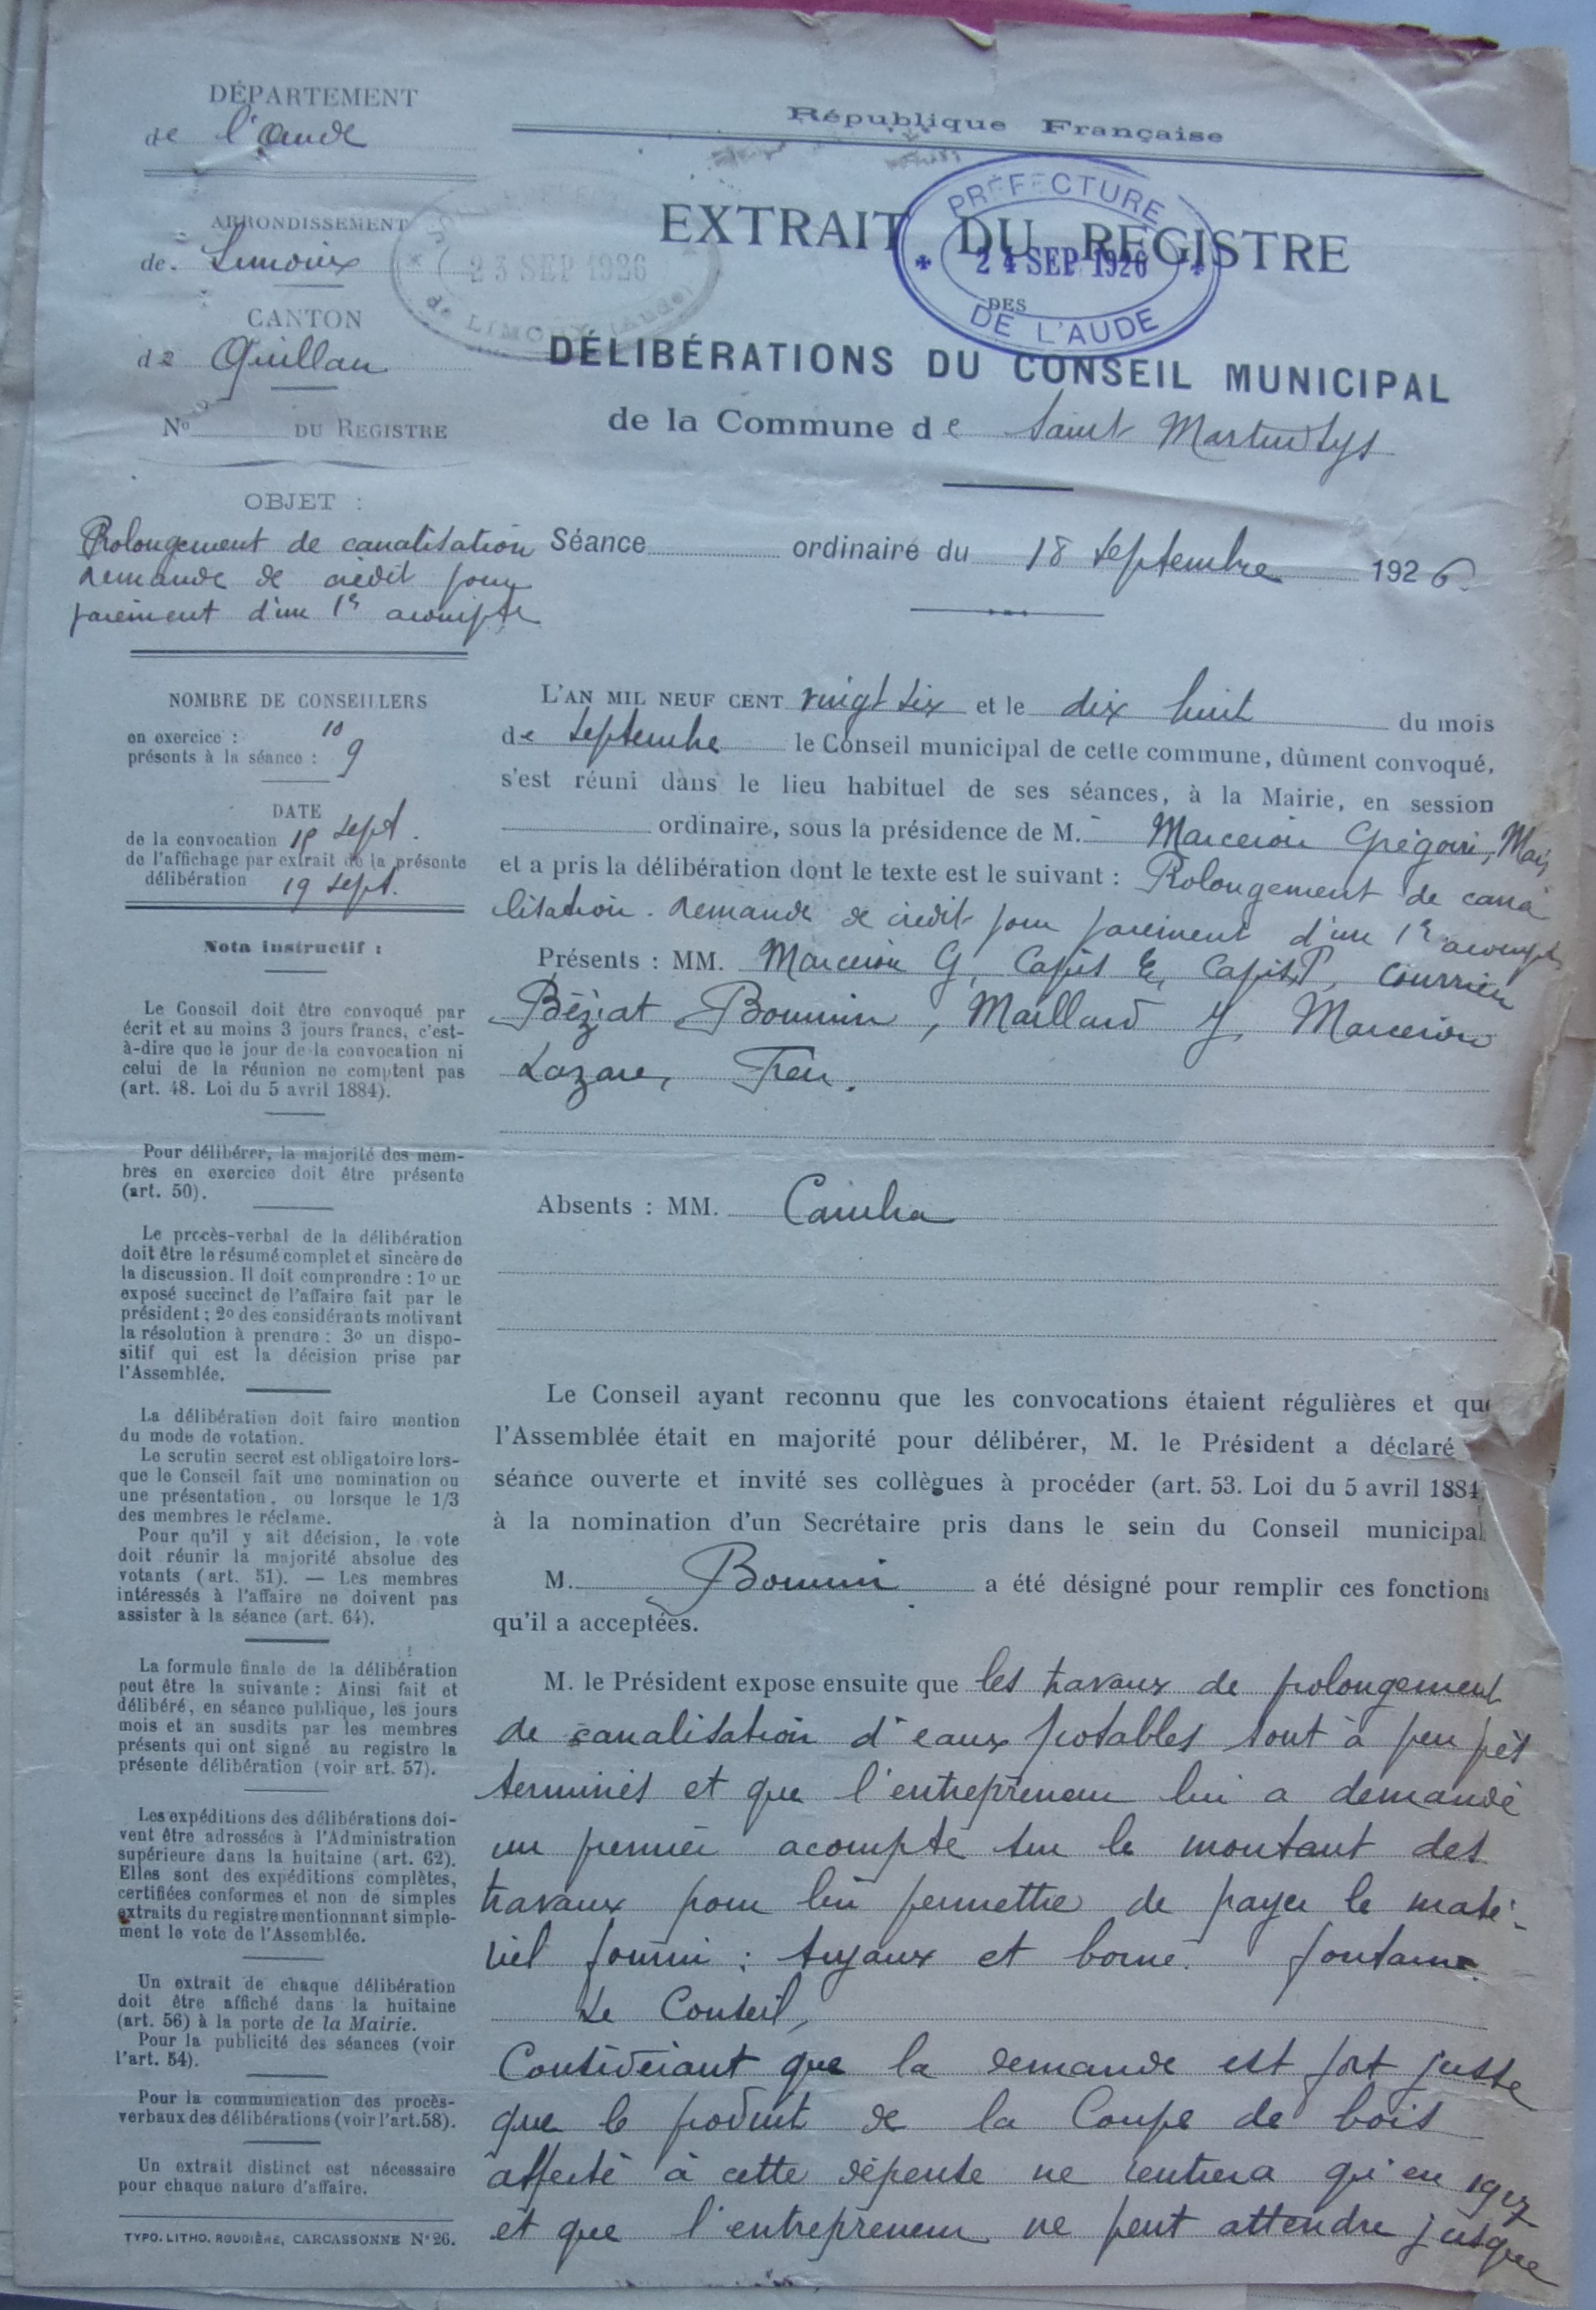 DÉPARTEMENT
de l'Aude
ARRONDISSEMENT
de Limoux
CANTON
de Quillan
No DU REGISTRE
OBJET :
Prolongement de canalisation
demande de crédit pour
paiement d'un 1er acompte
NOMBRE DE CONSEILLERS
en exercice : 10
présents à la séance : 9
DATE
de la convocation 15 Sept.
de l'affichage par extrait de la présente
délibération 19 Sept.
Nota instructif :
Le Conseil doit être convoqué par
écrit et au moins 3 jours francs, c'est-
à-dire que le jour de la convocation ni
celui de la réunion ne comptent pas
(art. 48. Loi du 5 avril 1884).
Pour délibérer, la majorité des mem-
bres en exercice doit être présente
(art. 50).
Le procès-verbal de la délibération
doit être le résumé complet et sincère de
la discussion. Il doit comprendre : 1o un
exposé succinct de l'affaire fait par le
président ; 2o des considérants motivant
la résolution à prendre : 3o un dispo-
sitif qui est la décision prise par
l'Assemblée.
La délibération doit faire mention
du mode de votation.
Le scrutin secret est obligatoire lors-
que le Conseil fait une nomination ou
une présentation, ou lorsque le 1/3
des membres le réclame.
Pour qu'il y ait décision, le vote
doit réunir la majorité absolue des
votants (art. 51). — Les membres
intéressés à l'affaire ne doivent pas
assister à la séance (art. 64).
La formule finale de la délibération
peut être la suivante : Ainsi fait et
délibéré, en séance publique, les jours
mois et an susdits par les membres
présents qui ont signé au registre la
présente délibération (voir art. 57).
Les expéditions des délibérations doi-
vent être adressées à l'Administration
supérieure dans la huitaine (art. 62).
Elles sont des expéditions complètes,
certifiées conformes et non de simples
extraits du registre mentionnant simple-
ment le vote de l'Assemblée.
Un extrait de chaque délibération
doit être affiché dans la huitaine
(art. 56) à la porte de la Mairie.
Pour la publicité des séances (voir
l'art. 54).
Pour la communication des procès-
verbaux des délibérations (voir l'art. 58).
Un extrait distinct est nécessaire
pour chaque nature d'affaire.
TYPO. LITHO. ROUDIÈRE, CARCASSONNE No 26.
République Française
23 SEP 1926
de LIMOUX (Aude)
PRÉFECTURE
24 SEP 1926
DE L'AUDE
EXTRAIT DU REGISTRE
DES
DÉLIBÉRATIONS DU CONSEIL MUNICIPAL
de la Commune de Saint Martin Lys
Séance ordinaire du 18 Septembre 1926
L'AN MIL NEUF CENT vingt six et le dix huit du mois
de Septembre le Conseil municipal de cette commune, dûment convoqué,
s'est réuni dans le lieu habituel de ses séances, à la Mairie, en session
ordinaire, sous la présidence de M. Marceron Grégoire, Maire
et a pris la délibération dont le texte est le suivant : Prolongement de cana
lisation. demande de crédit pour paiement d'un 1er acompte
Présents : MM. Marceron G, Capis E, Capis P, Courrieu
Béziat Bounin, Maillard J, Marceron
Lazare,
Absents : MM.
Le Conseil ayant reconnu que les convocations étaient régulières et que
l'Assemblée était en majorité pour délibérer, M. le Président a déclaré
séance ouverte et invité ses collègues à procéder (art. 53. Loi du 5 avril 1884
à la nomination d'un Secrétaire pris dans le sein du Conseil municipal
M. Bounin a été désigné pour remplir ces fonctions
qu'il a acceptées.
M. le Président expose ensuite que les travaux de prolongement
de canalisation d'eaux potables sont à peu près
terminés et que l'entrepreneur lui a demandé
un premier acompte sur le montant des
travaux pour lui permettre de payer le maté-
riel fourni : tuyaux et borne fontaine.
Le Conseil,
Considérant que la demande est fort juste
que le produit de la Coupe de bois
affecté à cette dépense ne rentrera qu'en 1927
et que l'entrepreneur ne peut attendre jusque